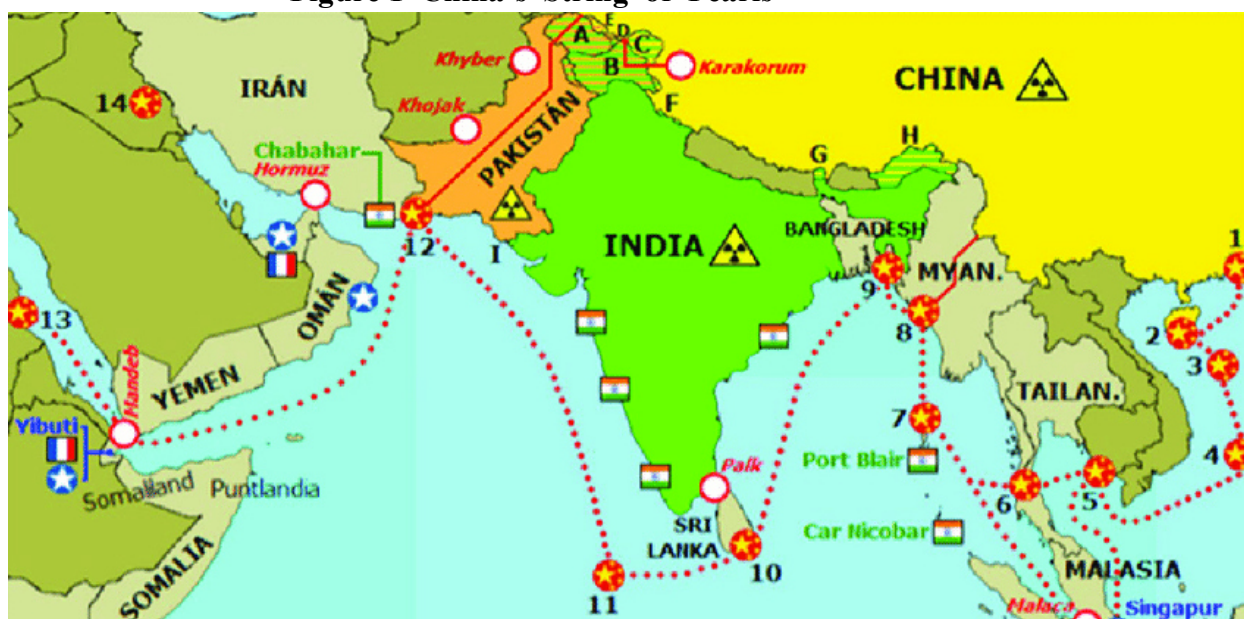 Figure 1 China's String of Pearls
E
A
D
C
Khyber
B
Karakorum
CHINA
IRÁN
14
Khojak
F
PAKISTÁN
H
Chabahar
G
Hormuz
BANGLADESH
12
I
INDIA
MYAN.
1
9
OMÁN
2
13
8
3
Mandeb
YEMEN
TAILAN.
Yibuti
7
4
Port Blair
Palk
Somaliland
Puntlandia
6
5
SRI
LANKA
Car Nicobar
10
MALASIA
SOMALIA
11
Malaca
Singapur